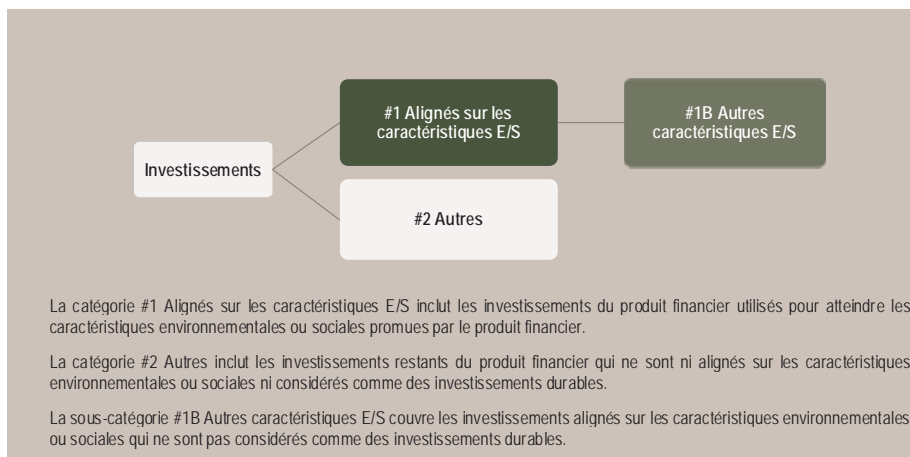 #1 Alignés sur les
caractéristiques E/S
#1B Autres
caractéristiques E/S
Investissements
#2 Autres
La catégorie #1 Alignés sur les caractéristiques E/S inclut les investissements du produit financier utilisés pour atteindre les
caractéristiques environnementales ou sociales promues par le produit financier.
La catégorie #2 Autres inclut les investissements restants du produit financier qui ne sont ni alignés sur les caractéristiques
environnementales ou sociales ni considérés comme des investissements durables.
La sous-catégorie #1B Autres caractéristiques E/S couvre les investissements alignés sur les caractéristiques environnementales
ou sociales qui ne sont pas considérés comme des investissements durables.